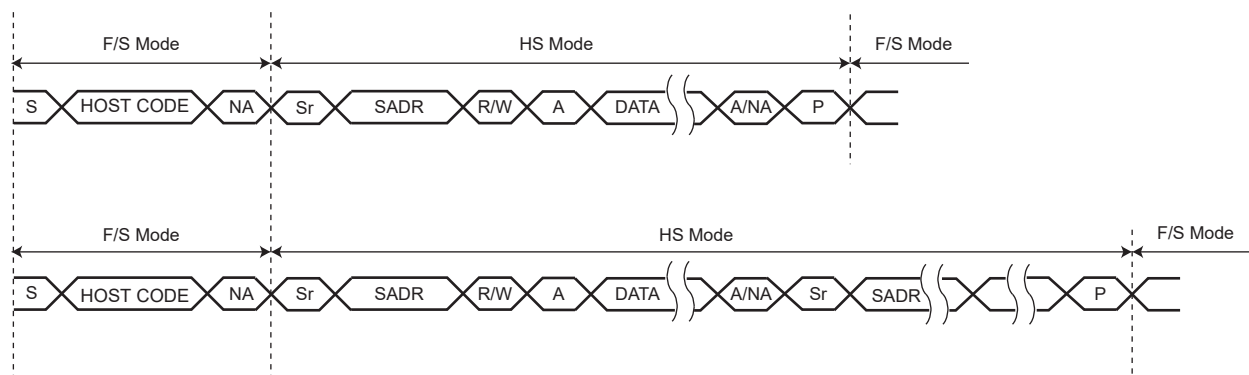 F/S Mode HS Mode F/S Mode
S HOST CODE NA Sr SADR R/W A DATA A/NA P
F/S Mode HS Mode F/S Mode
S HOST CODE NA Sr SADR R/W A DATA A/NA Sr SADR P